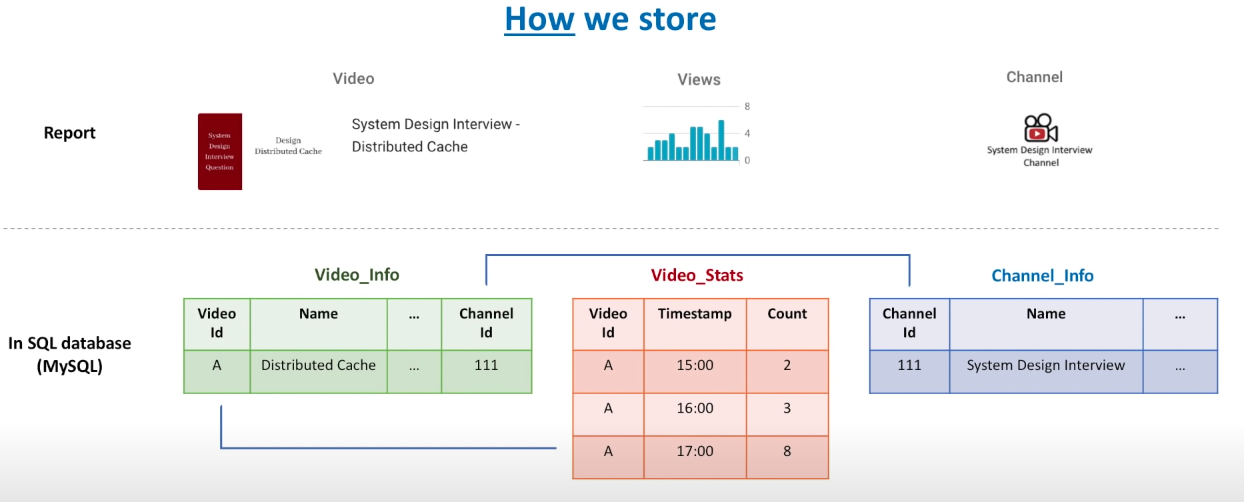 How we store
Video
Views
Channel
Report
System
Design
Interview
Question
Design
Distributed Cache
System Design Interview -
Distributed Cache
8
4
0
System Design Interview
Channel
Video_Info
Video_Stats
Channel_Info
In SQL database
(MySQL)
Video
Id
Name
...
Channel
Id
A
Distributed Cache
...
111
Video
Id
Timestamp
Count
A
15:00
2
A
16:00
3
A
17:00
8
Channel
Id
Name
...
111
System Design Interview
...